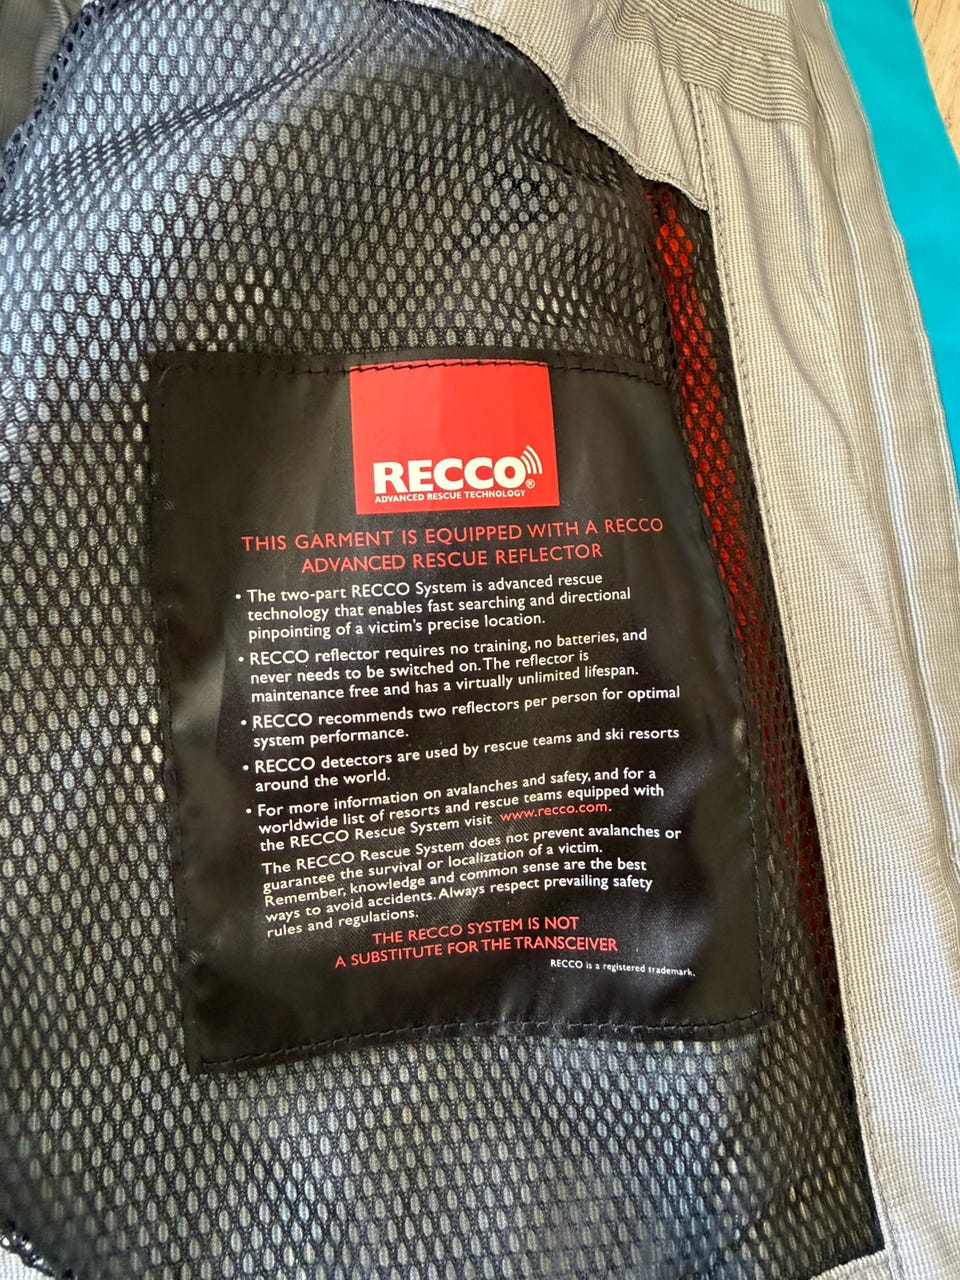 RECCO®
ADVANCED RESCUE TECHNOLOGY
THIS GARMENT IS EQUIPPED WITH A RECCO
ADVANCED RESCUE REFLECTOR
• The two-part RECCO System is advanced rescue
technology that enables fast searching and directional
pinpointing of a victim's precise location.
• RECCO reflector requires no training, no batteries, and
never needs to be switched on. The reflector is
maintenance free and has a virtually unlimited lifespan.
• RECCO recommends two reflectors per person for optimal
system performance.
• RECCO detectors are used by rescue teams and ski resorts
around the world.
• For more information on avalanches and safety, and for a
worldwide list of resorts and rescue teams equipped with
the RECCO Rescue System visit www.recco.com.
The RECCO Rescue System does not prevent avalanches or
guarantee the survival or localization of a victim.
Remember, knowledge and common sense are the best
ways to avoid accidents. Always respect prevailing safety
rules and regulations.
THE RECCO SYSTEM IS NOT
A SUBSTITUTE FOR THE TRANSCEIVER
RECCO is a registered trademark.